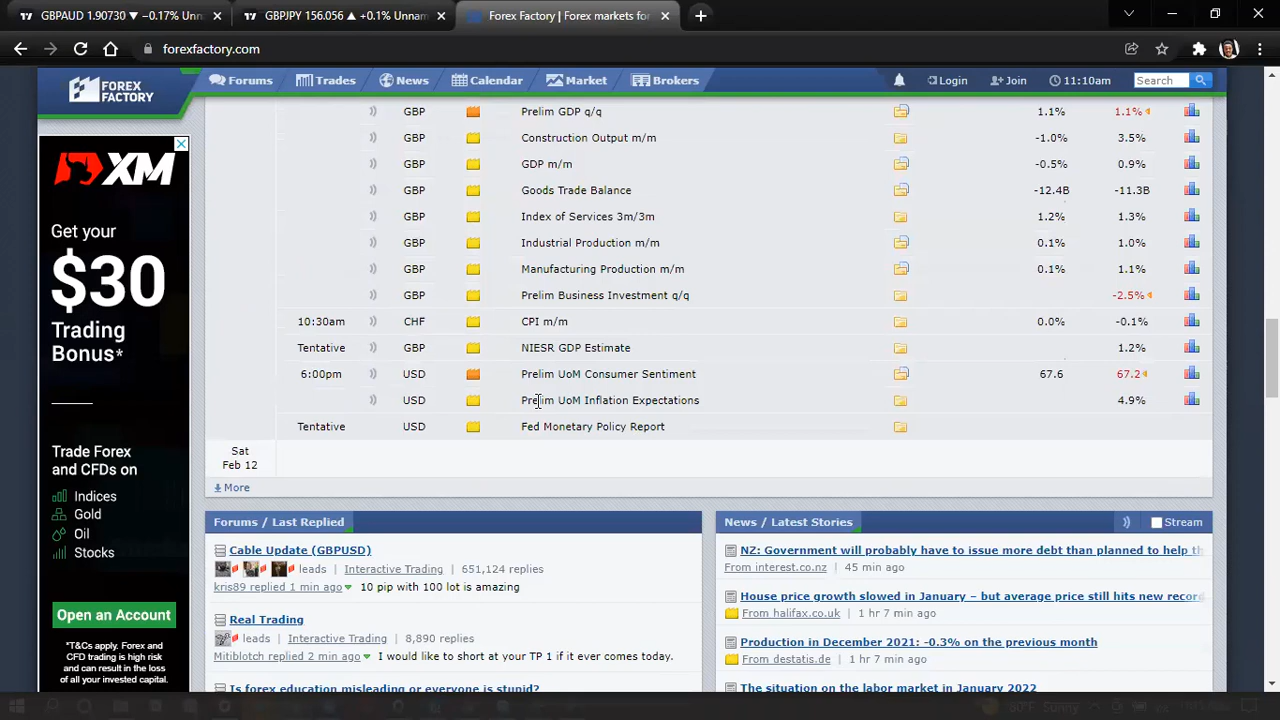 GBPAUD 1.90730 ▼ −0.17% Unnam
GBPJPY 156.056 ▲ +0.1% Unnam
Forex Factory | Forex markets for
forexfactory.com
FOREX FACTORY
Forums
Trades
News
Calendar
Market
Brokers
Login
Join
11:10am
Search
GBP Prelim GDP q/q 1.1% 1.1%
GBP Construction Output m/m -1.0% 3.5%
GBP GDP m/m -0.5% 0.9%
GBP Goods Trade Balance -12.4B -11.3B
GBP Index of Services 3m/3m 1.2% 1.3%
GBP Industrial Production m/m 0.1% 1.0%
GBP Manufacturing Production m/m 0.1% 1.1%
GBP Prelim Business Investment q/q -2.5%
10:30am CHF CPI m/m 0.0% -0.1%
Tentative GBP NIESR GDP Estimate 1.2%
6:00pm USD Prelim UoM Consumer Sentiment 67.6 67.2
USD Prelim UoM Inflation Expectations 4.9%
Tentative USD Fed Monetary Policy Report
Sat
Feb 12
More
XM
Get your
$30
Trading
Bonus*
Trade Forex
and CFDs on
Indices
Gold
Oil
Stocks
Open an Account
*T&Cs apply. Forex and
CFD trading is high risk
and can result in the loss
of all your invested capital.
Forums / Last Replied
Cable Update (GBPUSD)
leads Interactive Trading 651,124 replies
kris89 replied 1 min ago 10 pip with 100 lot is amazing
Real Trading
leads Interactive Trading 8,890 replies
Mitiblotch replied 2 min ago I would like to short at your TP 1 if it ever comes today.
Is forex education misleading or everyone is stupid?
News / Latest Stories
Stream
NZ: Government will probably have to issue more debt than planned to help th
From interest.co.nz 45 min ago
House price growth slowed in January – but average price still hits new recor
From halifax.co.uk 1 hr 7 min ago
Production in December 2021: -0.3% on the previous month
From destatis.de 1 hr 7 min ago
The situation on the labor market in January 2022
80°F Sunny